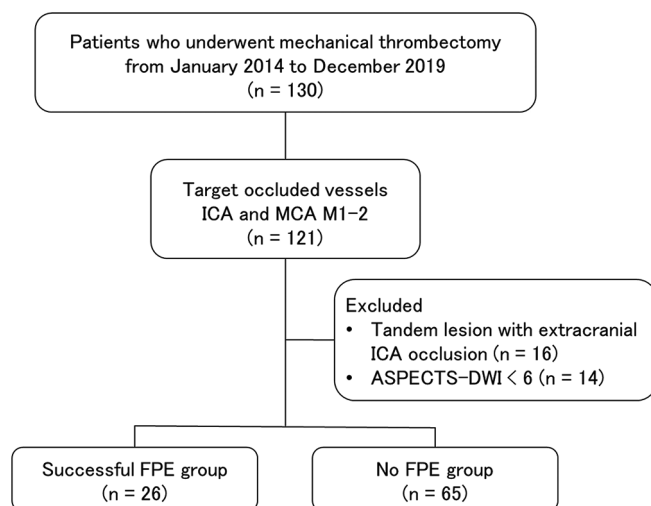 Patients who underwent mechanical thrombectomy
from January 2014 to December 2019
(n = 130)
Target occluded vessels
ICA and MCA M1-2
(n = 121)
Excluded
• Tandem lesion with extracranial
ICA occlusion (n = 16)
• ASPECTS-DWI < 6 (n = 14)
Successful FPE group
(n = 26)
No FPE group
(n = 65)